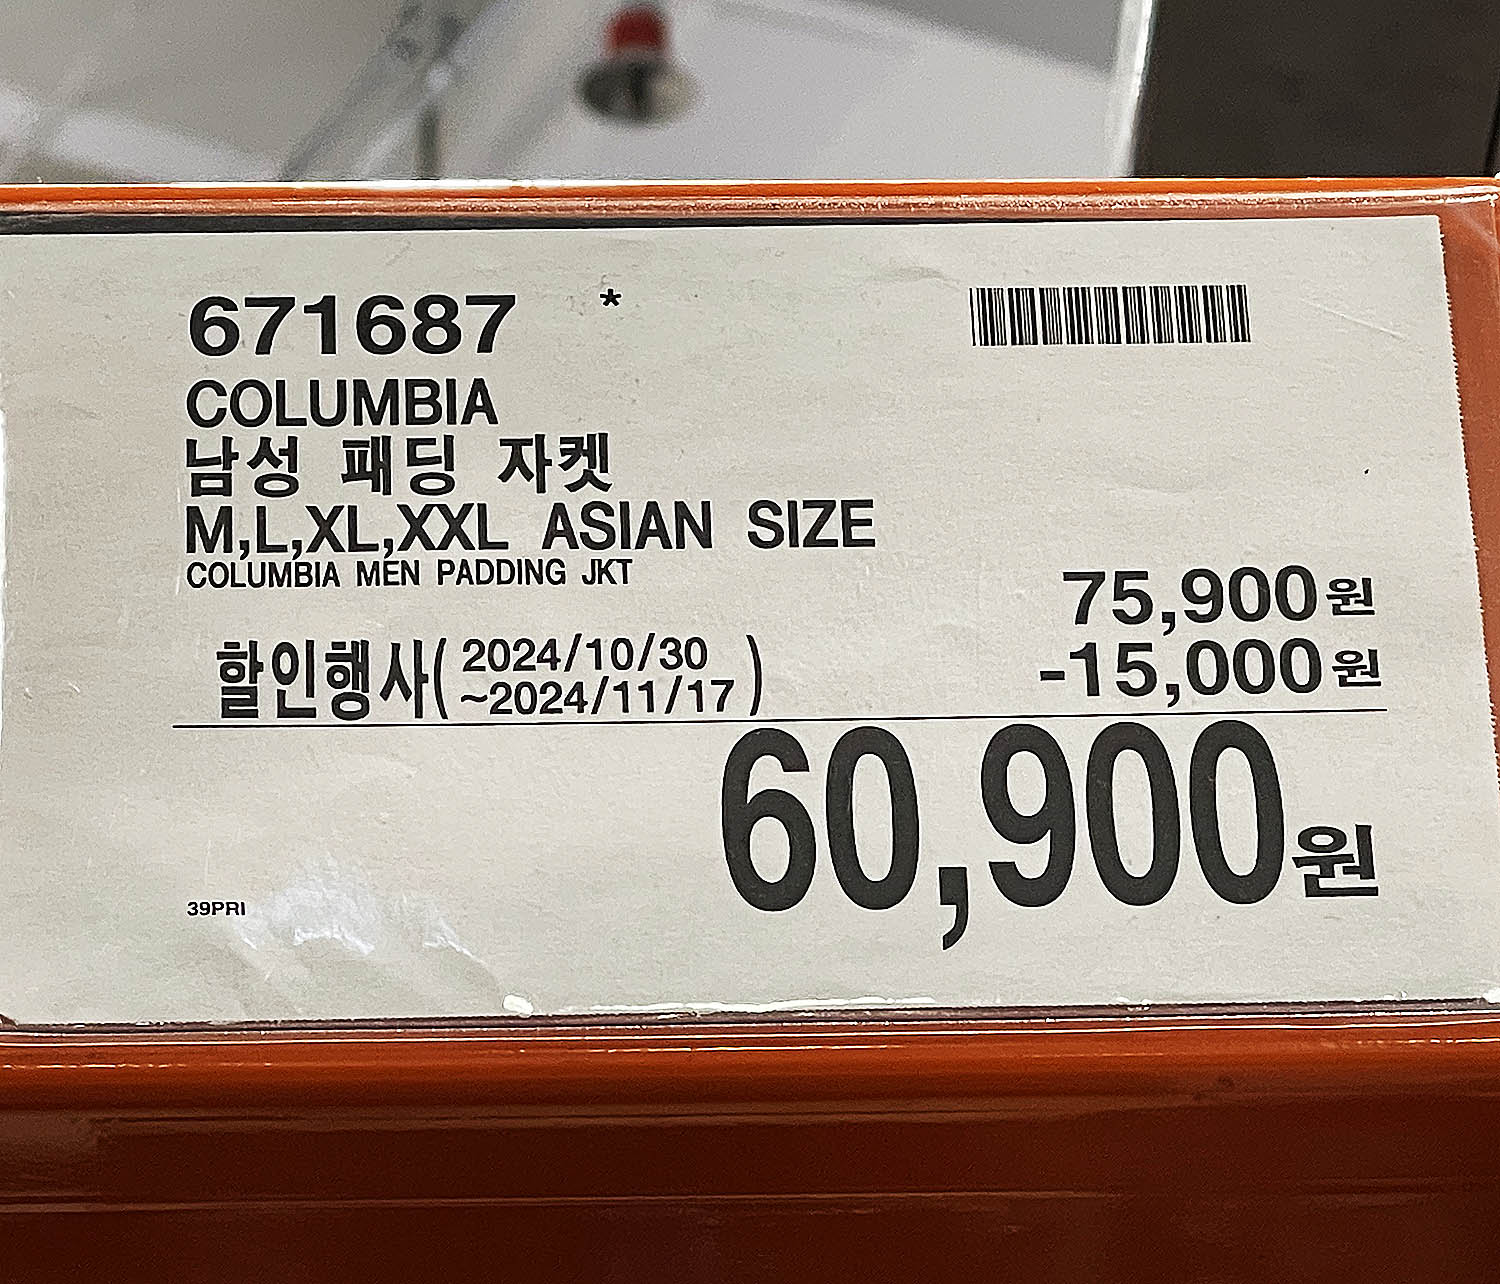 671687 *
COLUMBIA
남성 패딩 자켓
M,L,XL,XXL ASIAN SIZE
COLUMBIA MEN PADDING JKT
75,900원
할인행사( 2024/10/30 ~2024/11/17 )
-15,000원
60,900원
39PRI